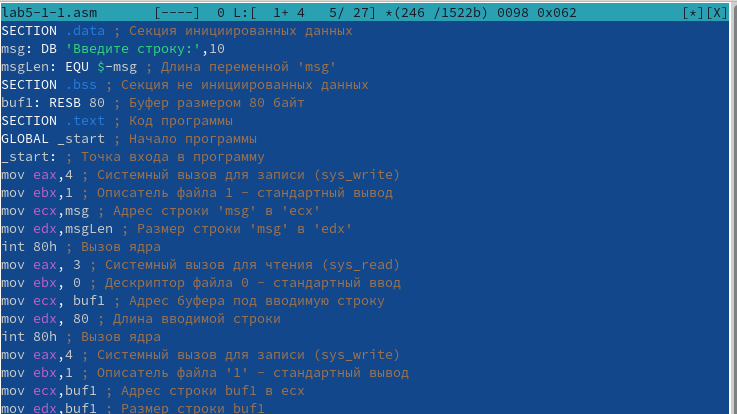 lab5-1-1.asm [----] 0 L:[ 1+ 4 5/ 27] *(246 /1522b) 0098 0x062 [*][X]
SECTION .data ; Секция инициированных данных
msg: DB 'Введите строку:',10
msgLen: EQU $-msg ; Длина переменной 'msg'
SECTION .bss ; Секция не инициированных данных
buf1: RESB 80 ; Буфер размером 80 байт
SECTION .text ; Код программы
GLOBAL _start ; Начало программы
_start: ; Точка входа в программу
mov eax,4 ; Системный вызов для записи (sys_write)
mov ebx,1 ; Описатель файла 1 - стандартный вывод
mov ecx,msg ; Адрес строки 'msg' в 'ecx'
mov edx,msgLen ; Размер строки 'msg' в 'edx'
int 80h ; Вызов ядра
mov eax, 3 ; Системный вызов для чтения (sys_read)
mov ebx, 0 ; Дескриптор файла 0 - стандартный ввод
mov ecx, buf1 ; Адрес буфера под вводимую строку
mov edx, 80 ; Длина вводимой строки
int 80h ; Вызов ядра
mov eax,4 ; Системный вызов для записи (sys_write)
mov ebx,1 ; Описатель файла '1' - стандартный вывод
mov ecx,buf1 ; Адрес строки buf1 в ecx
mov edx,buf1 ; Размер строки buf1